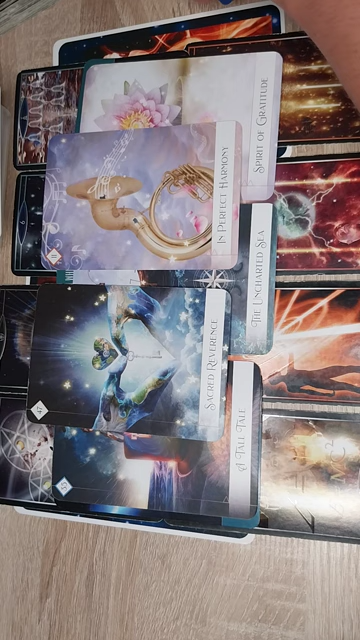 SPIRIT OF GRATITUDE
IN PERFECT HARMONY
THE UNCHARTED SEA
SACRED REVERENCE
A TALL TALE